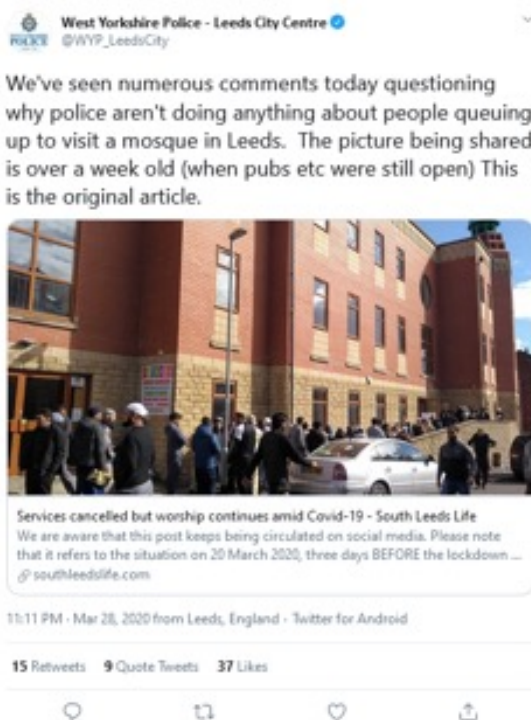 West Yorkshire Police - Leeds City Centre
POLICE
@WYP_LeedsCity
We've seen numerous comments today questioning
why police aren't doing anything about people queuing
up to visit a mosque in Leeds. The picture being shared
is over a week old (when pubs etc were still open) This
is the original article.
Services cancelled but worship continues amid Covid-19 - South Leeds Life
We are aware that this post keeps being circulated on social media. Please note
that it refers to the situation on 20 March 2020, three days BEFORE the lockdown ...
southleedslife.com
11:11 PM · Mar 28, 2020 from Leeds, England · Twitter for Android
15 Retweets 9 Quote Tweets 37 Likes